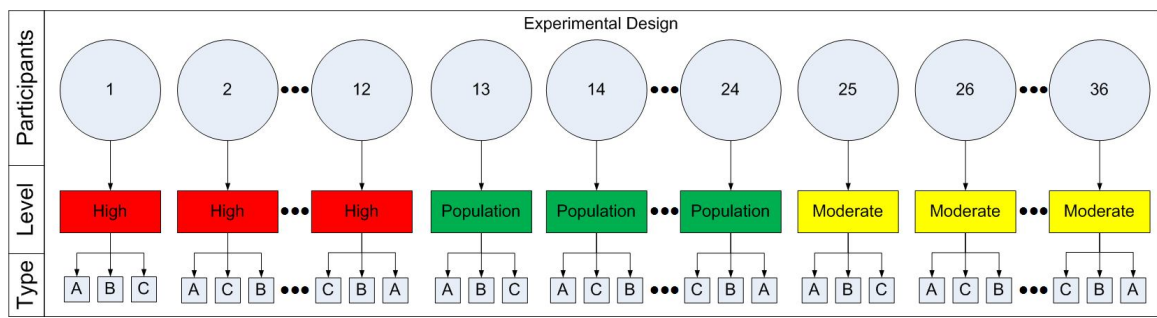 Experimental Design
Participants
1 2 12 13 14 24 25 26 36
Level
High High High Population Population Population Moderate Moderate Moderate
Type
A B C A C B C B A A B C A C B C B A A B C A C B C B A